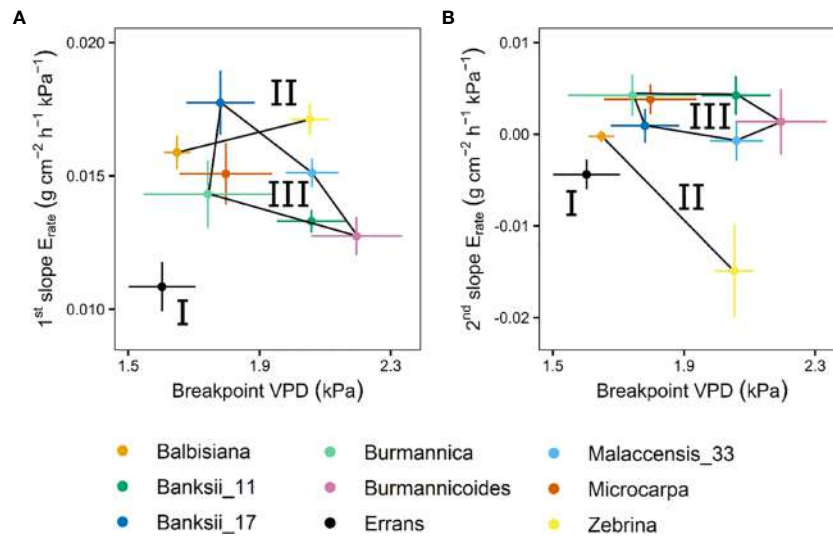 A
1st slope E_rate (g cm⁻² h⁻¹ kPa⁻¹)
0.020
0.015
0.010
II
III
I
1.5 1.9 2.3
Breakpoint VPD (kPa)
B
2nd slope E_rate (g cm⁻² h⁻¹ kPa⁻¹)
0.01
0.00
-0.01
-0.02
III
I
II
1.5 1.9 2.3
Breakpoint VPD (kPa)
Balbisiana Burmannica Malaccensis_33
Banksii_11 Burmannicoides Microcarpa
Banksii_17 Errans Zebrina